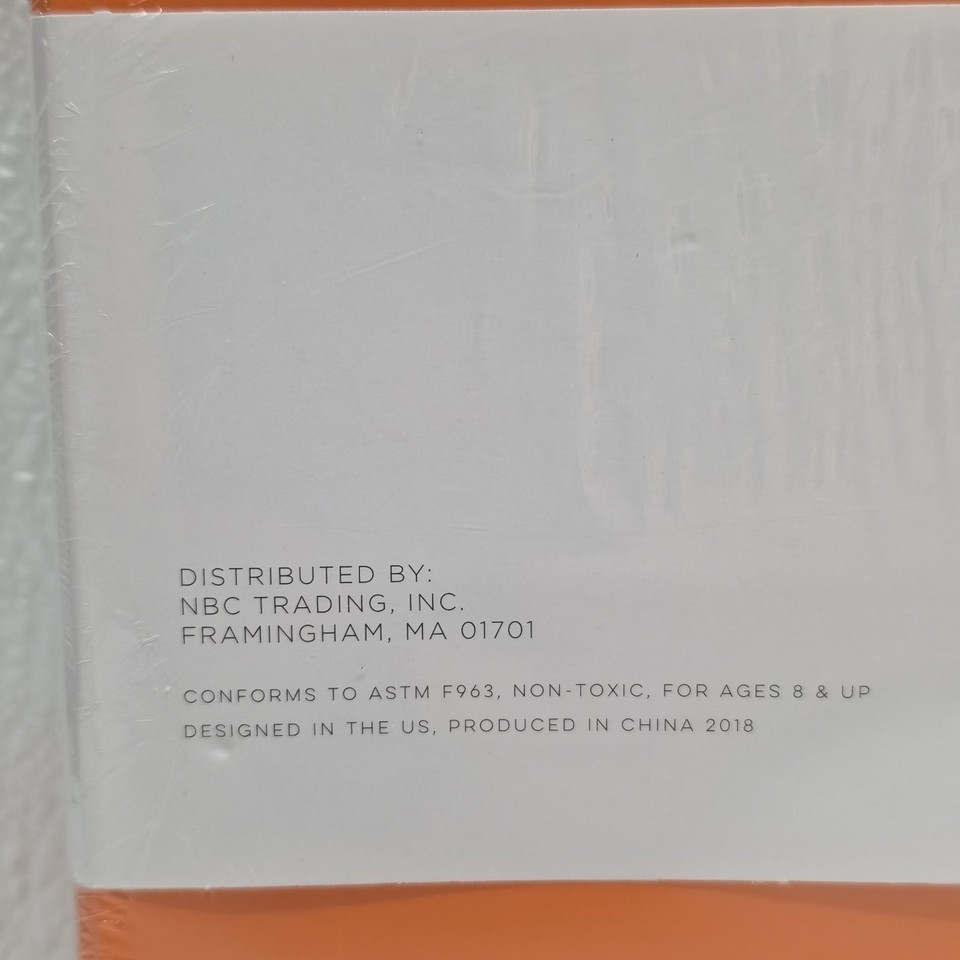 DISTRIBUTED BY:
NBC TRADING, INC.
FRAMINGHAM, MA 01701
CONFORMS TO ASTM F963, NON-TOXIC, FOR AGES 8 & UP
DESIGNED IN THE US, PRODUCED IN CHINA 2018